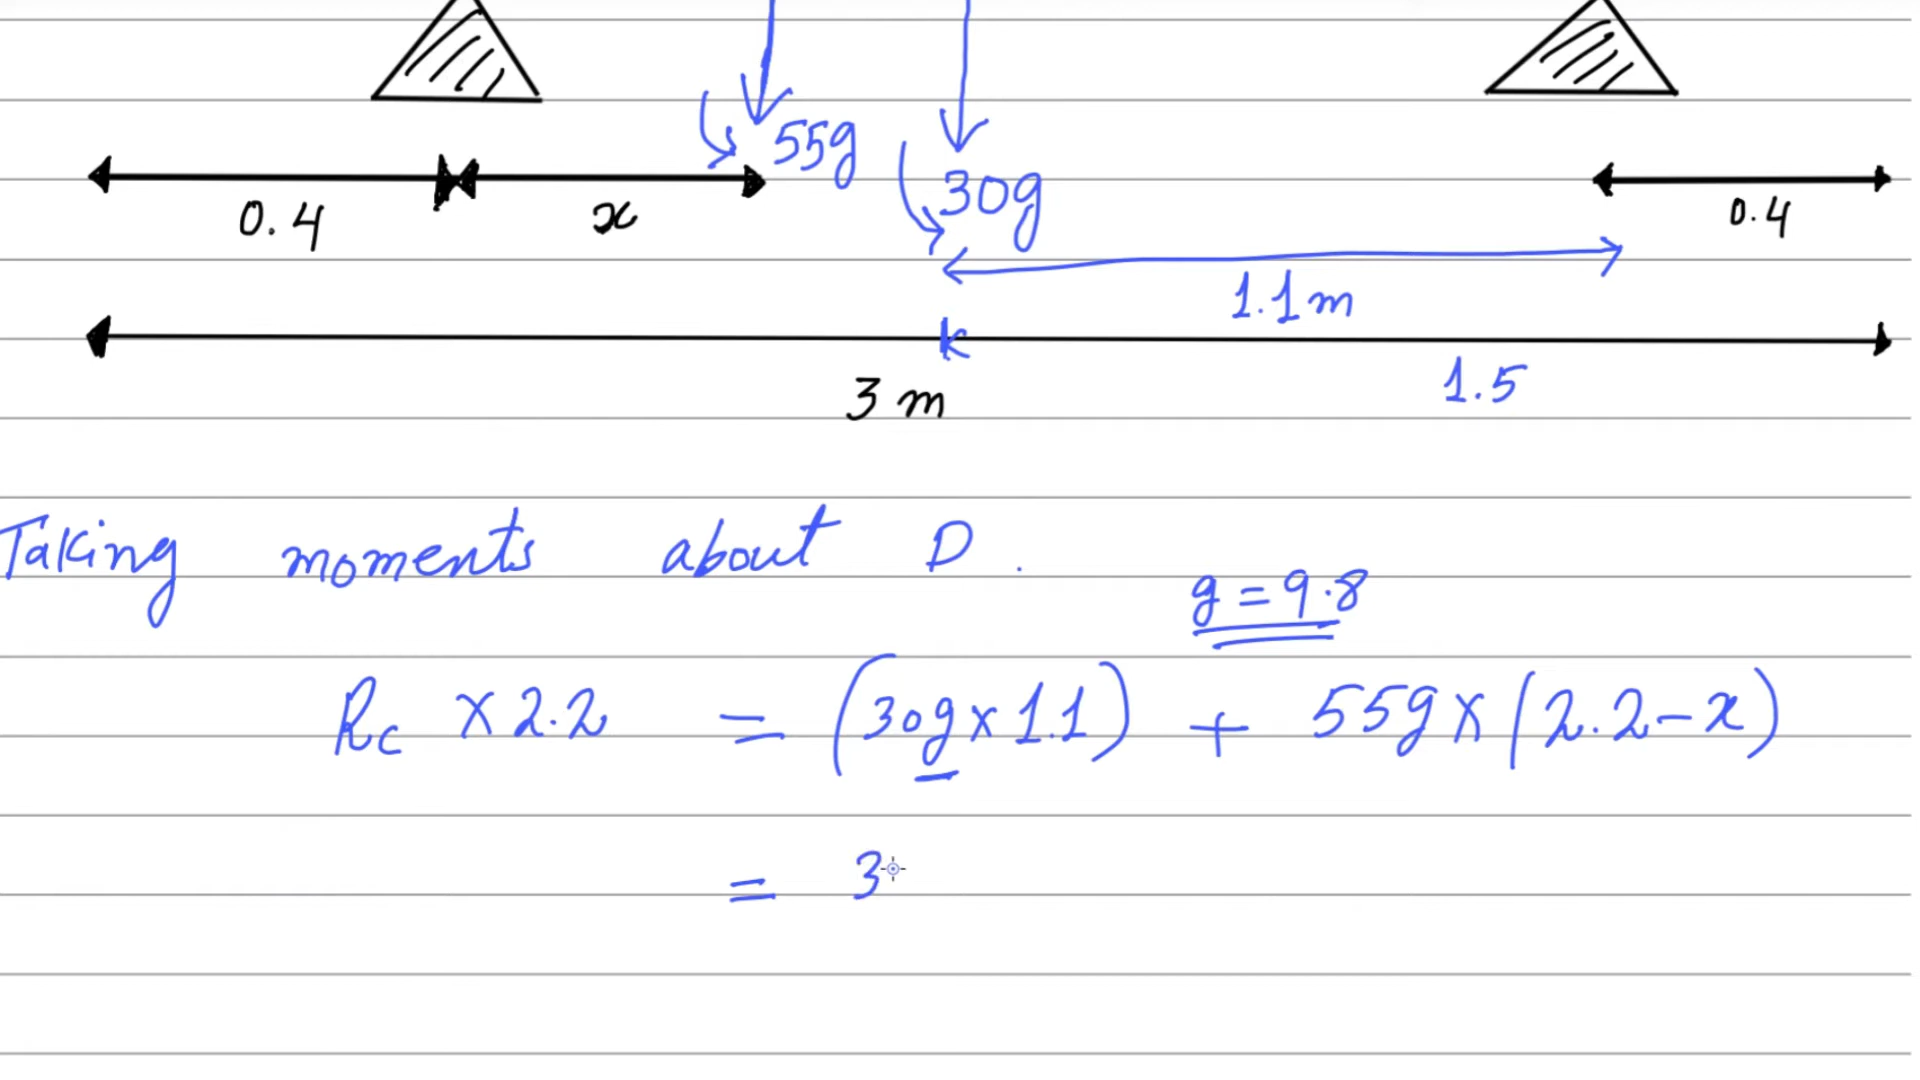 55g
30g
0.4
x
0.4
1.1m
3 m
1.5
Taking moments about D.
g = 9.8
Rc × 2.2 = (30g × 1.1) + 55g × (2.2 - x)
= 3